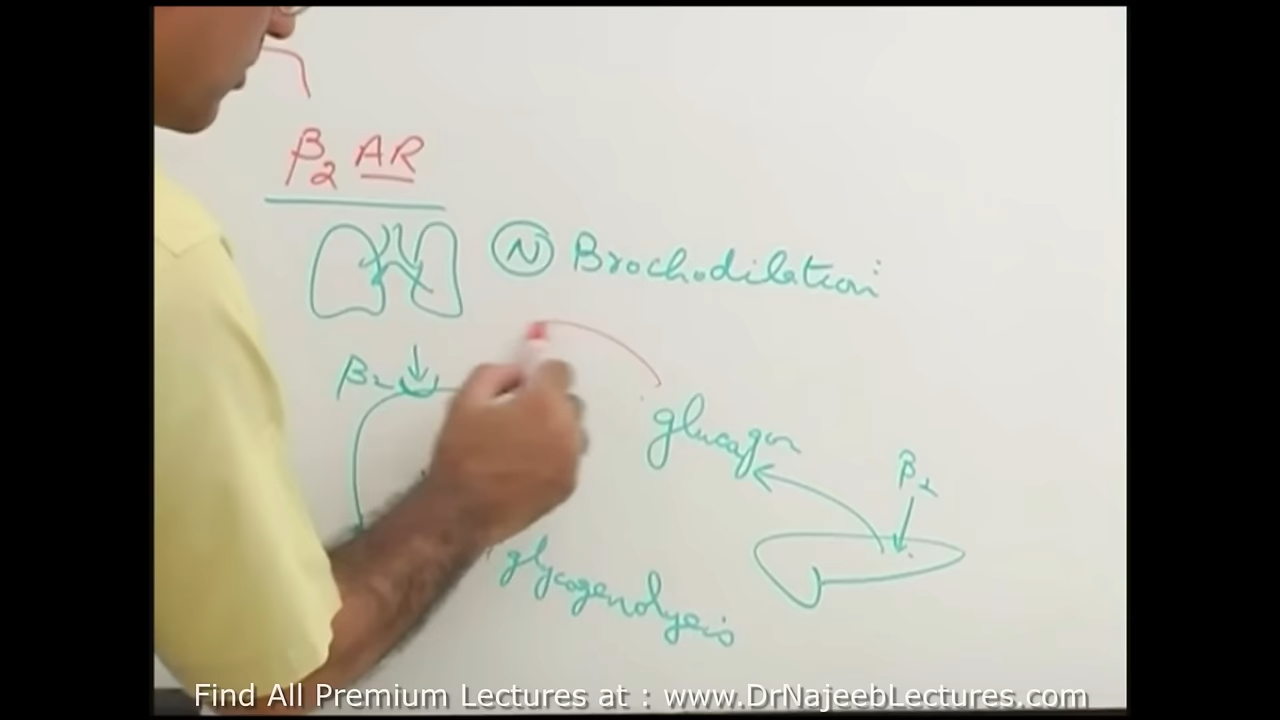 β₂ AR
N Brochodilation
β₂
glucagon
β₂
glycogenolysis
Find All Premium Lectures at : www.DrNajeebLectures.com